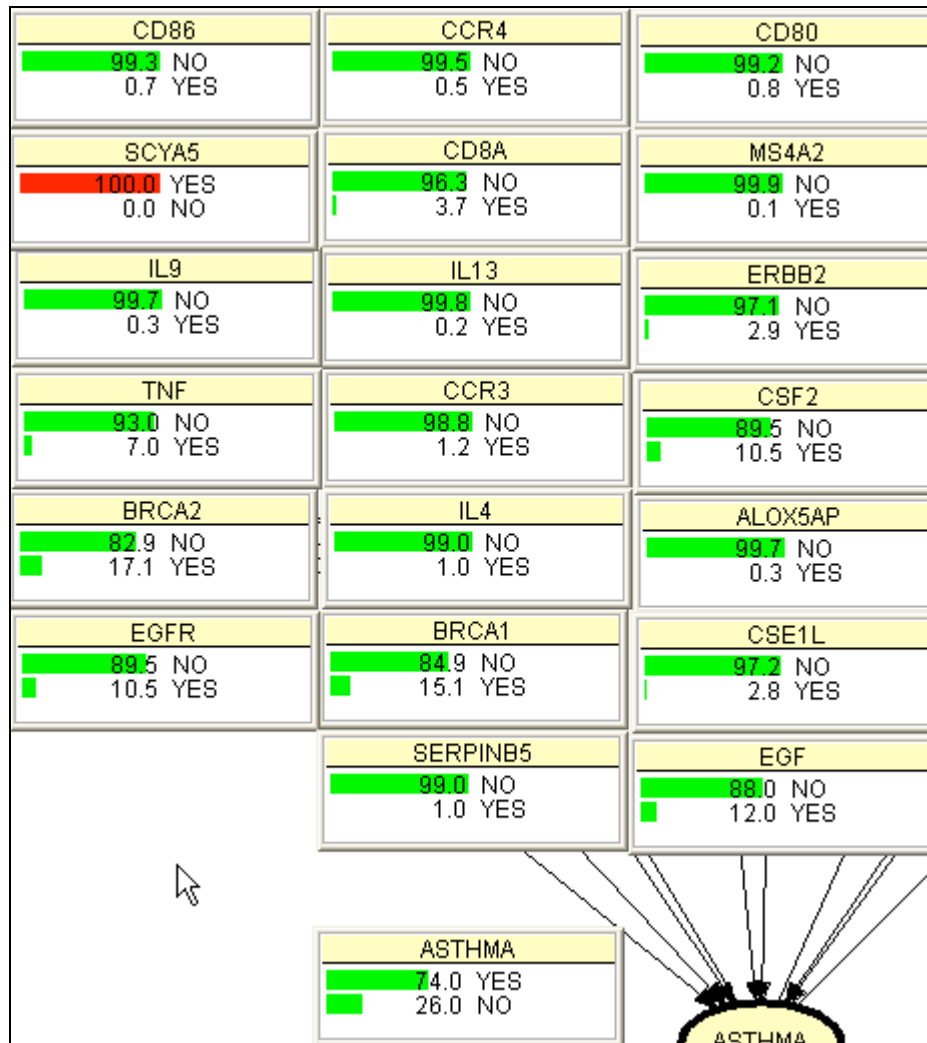 CD86
99.3 NO
0.7 YES
CCR4
99.5 NO
0.5 YES
CD80
99.2 NO
0.8 YES
SCYA5
100.0 YES
0.0 NO
CD8A
96.3 NO
3.7 YES
MS4A2
99.9 NO
0.1 YES
IL9
99.7 NO
0.3 YES
IL13
99.8 NO
0.2 YES
ERBB2
97.1 NO
2.9 YES
TNF
93.0 NO
7.0 YES
CCR3
98.8 NO
1.2 YES
CSF2
89.5 NO
10.5 YES
BRCA2
82.9 NO
17.1 YES
IL4
99.0 NO
1.0 YES
ALOX5AP
99.7 NO
0.3 YES
EGFR
89.5 NO
10.5 YES
BRCA1
84.9 NO
15.1 YES
CSE1L
97.2 NO
2.8 YES
SERPINB5
99.0 NO
1.0 YES
EGF
88.0 NO
12.0 YES
ASTHMA
74.0 YES
26.0 NO
ASTHMA